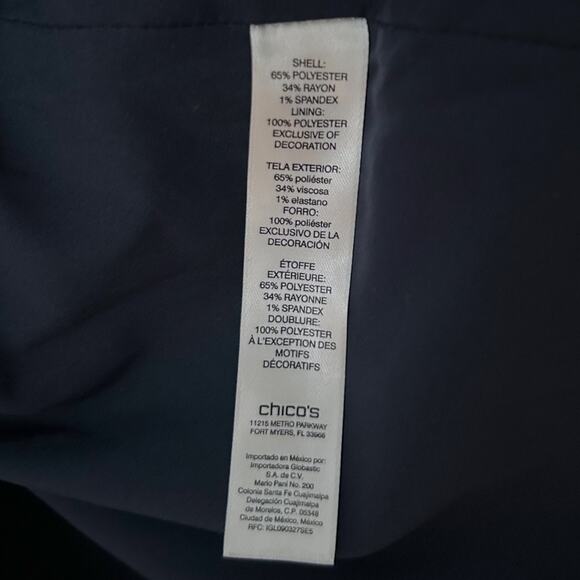 SHELL:
65% POLYESTER
34% RAYON
1% SPANDEX
LINING:
100% POLYESTER
EXCLUSIVE OF
DECORATION
TELA EXTERIOR:
65% poliéster
34% viscosa
1% elastano
FORRO:
100% poliéster
EXCLUSIVO DE LA
DECORACIÓN
ÉTOFFE
EXTÉRIEURE:
65% POLYESTER
34% RAYONNE
1% SPANDEX
DOUBLURE:
100% POLYESTER
À L'EXCEPTION DES
MOTIFS
DÉCORATIFS
chico's
11215 METRO PARKWAY
FORT MYERS, FL 33966
Importado en México por:
Importadora Globastic
S.A. de C.V.
Mario Pani No. 200
Colonia Santa Fe Cuajimalpa
Delegación Cuajimalpa
de Morelos, C.P. 05348
Ciudad de México, México
RFC: IGL090327SE5